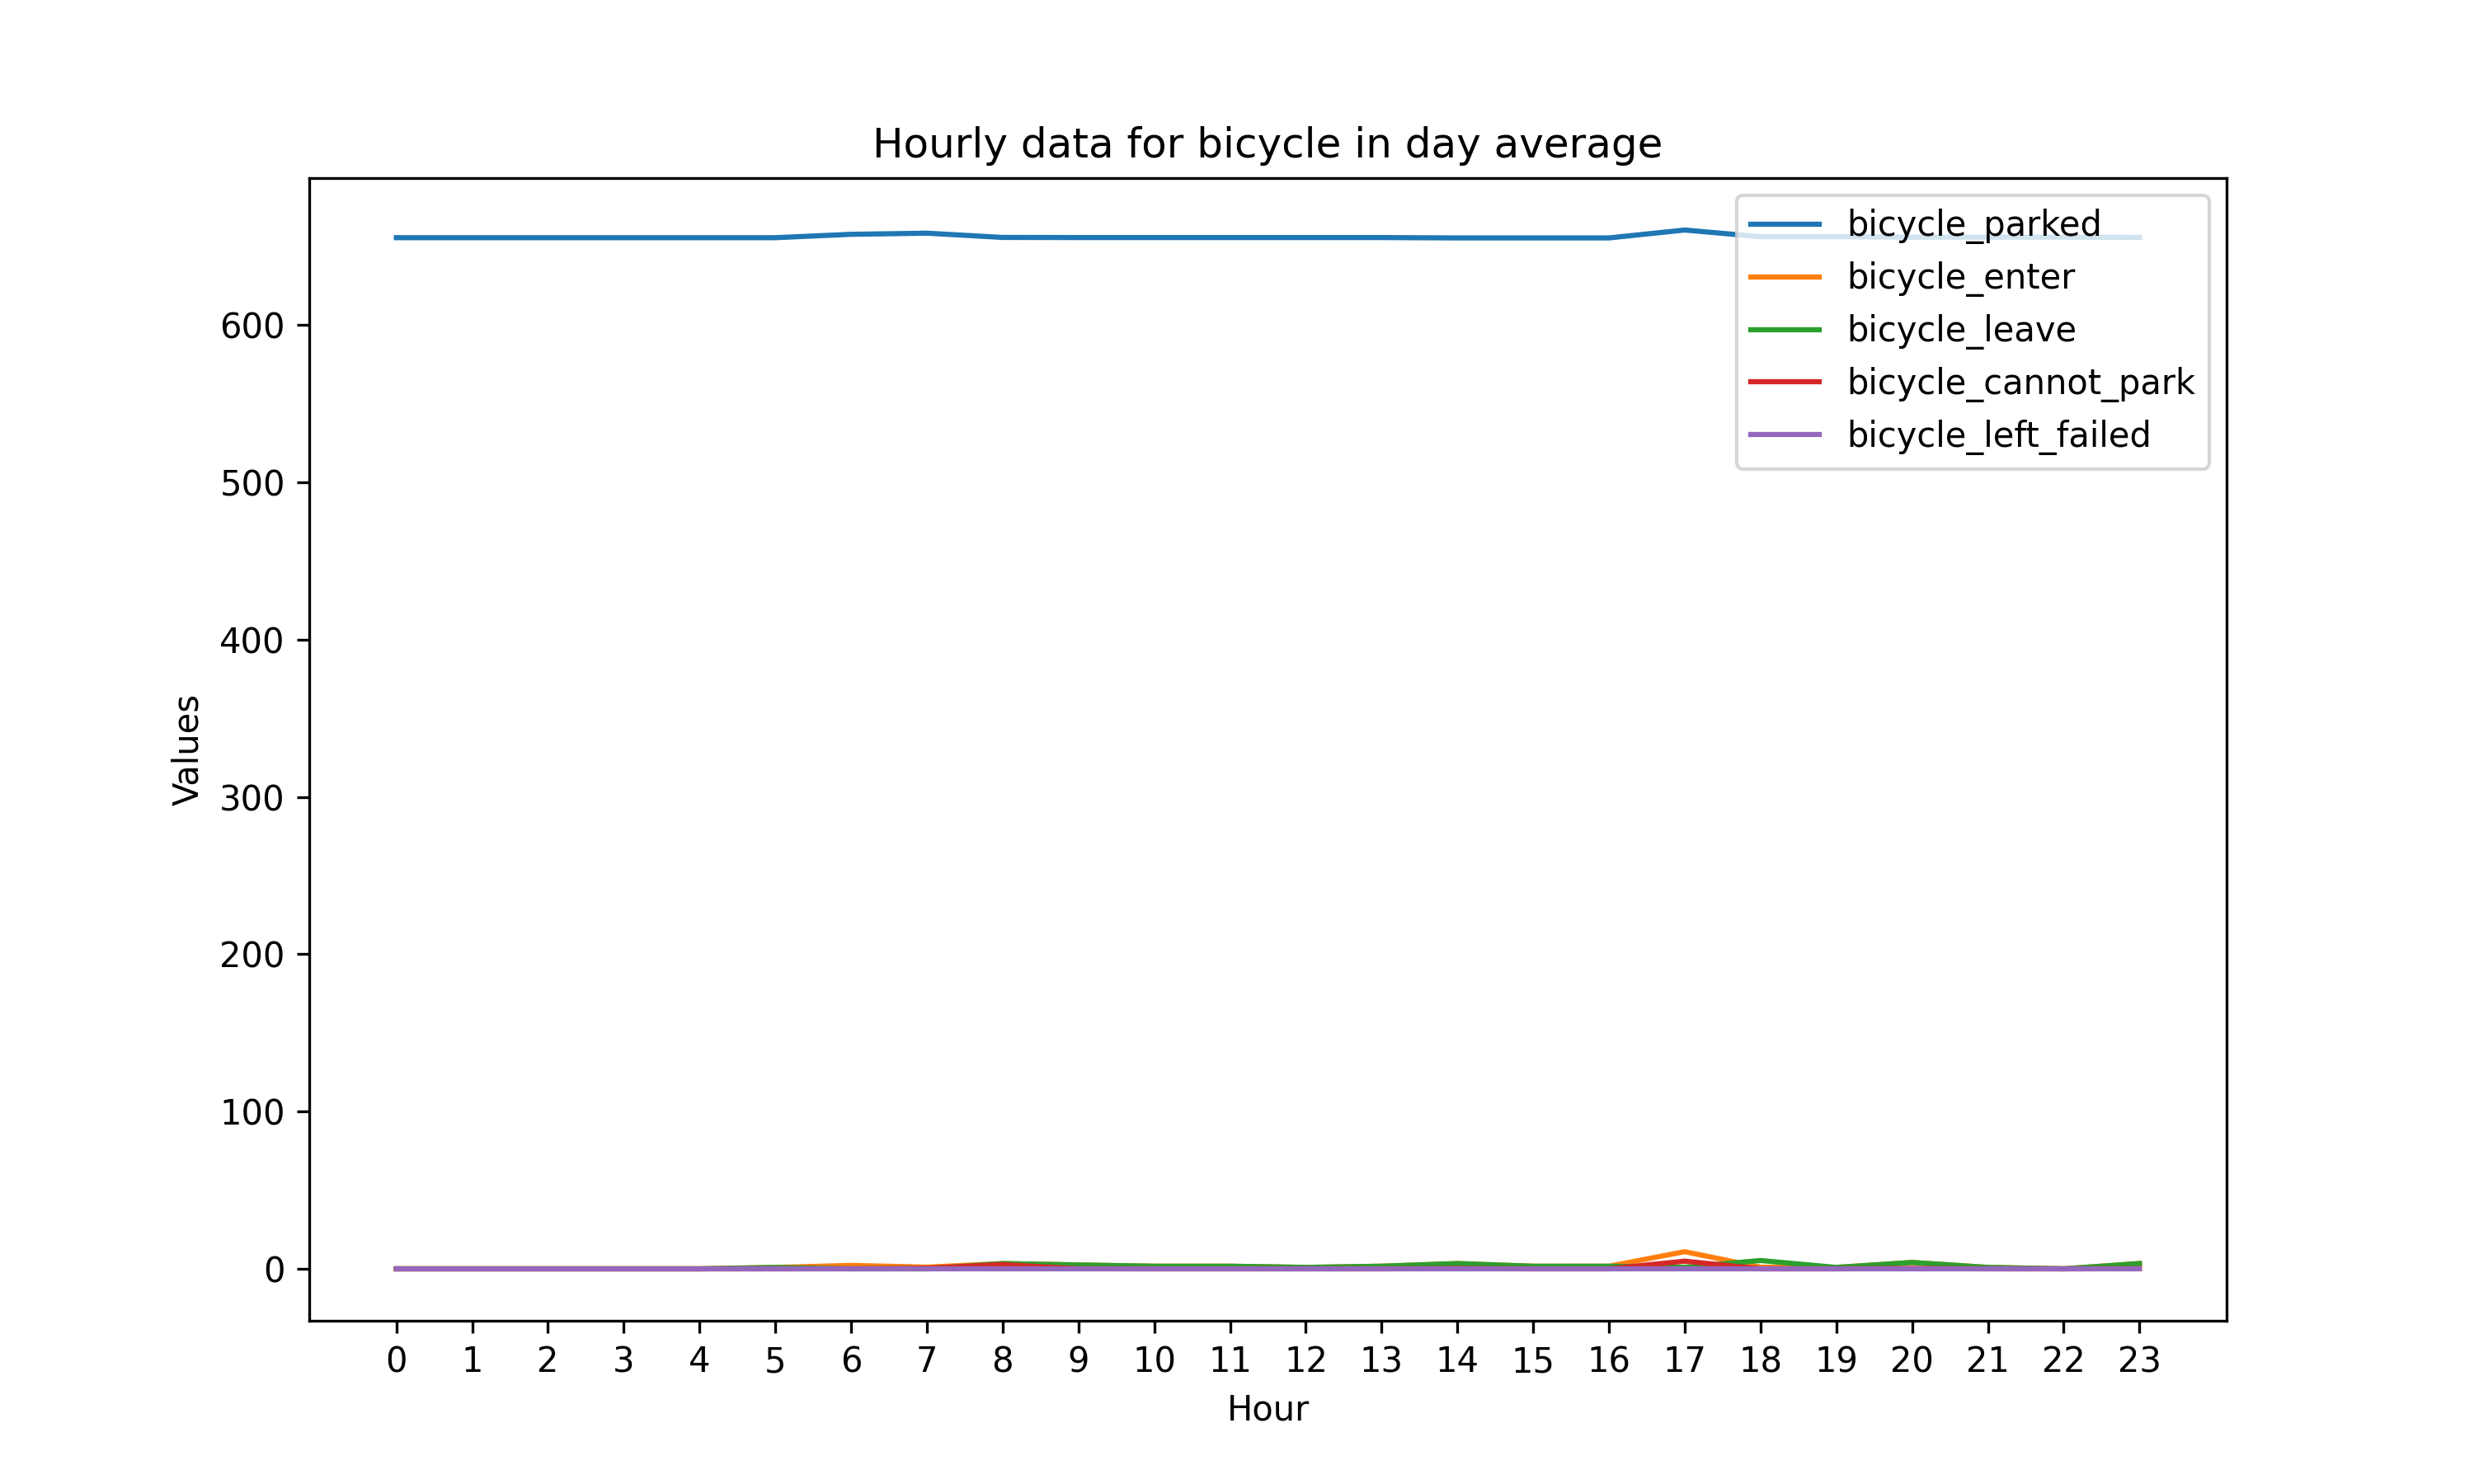 Hourly data for bicycle in day average
bicycle_parked
bicycle_enter
bicycle_leave
bicycle_cannot_park
bicycle_left_failed
600
500
400
300
200
100
0
Values
0 1 2 3 4 5 6 7 8 9 10 11 12 13 14 15 16 17 18 19 20 21 22 23
Hour